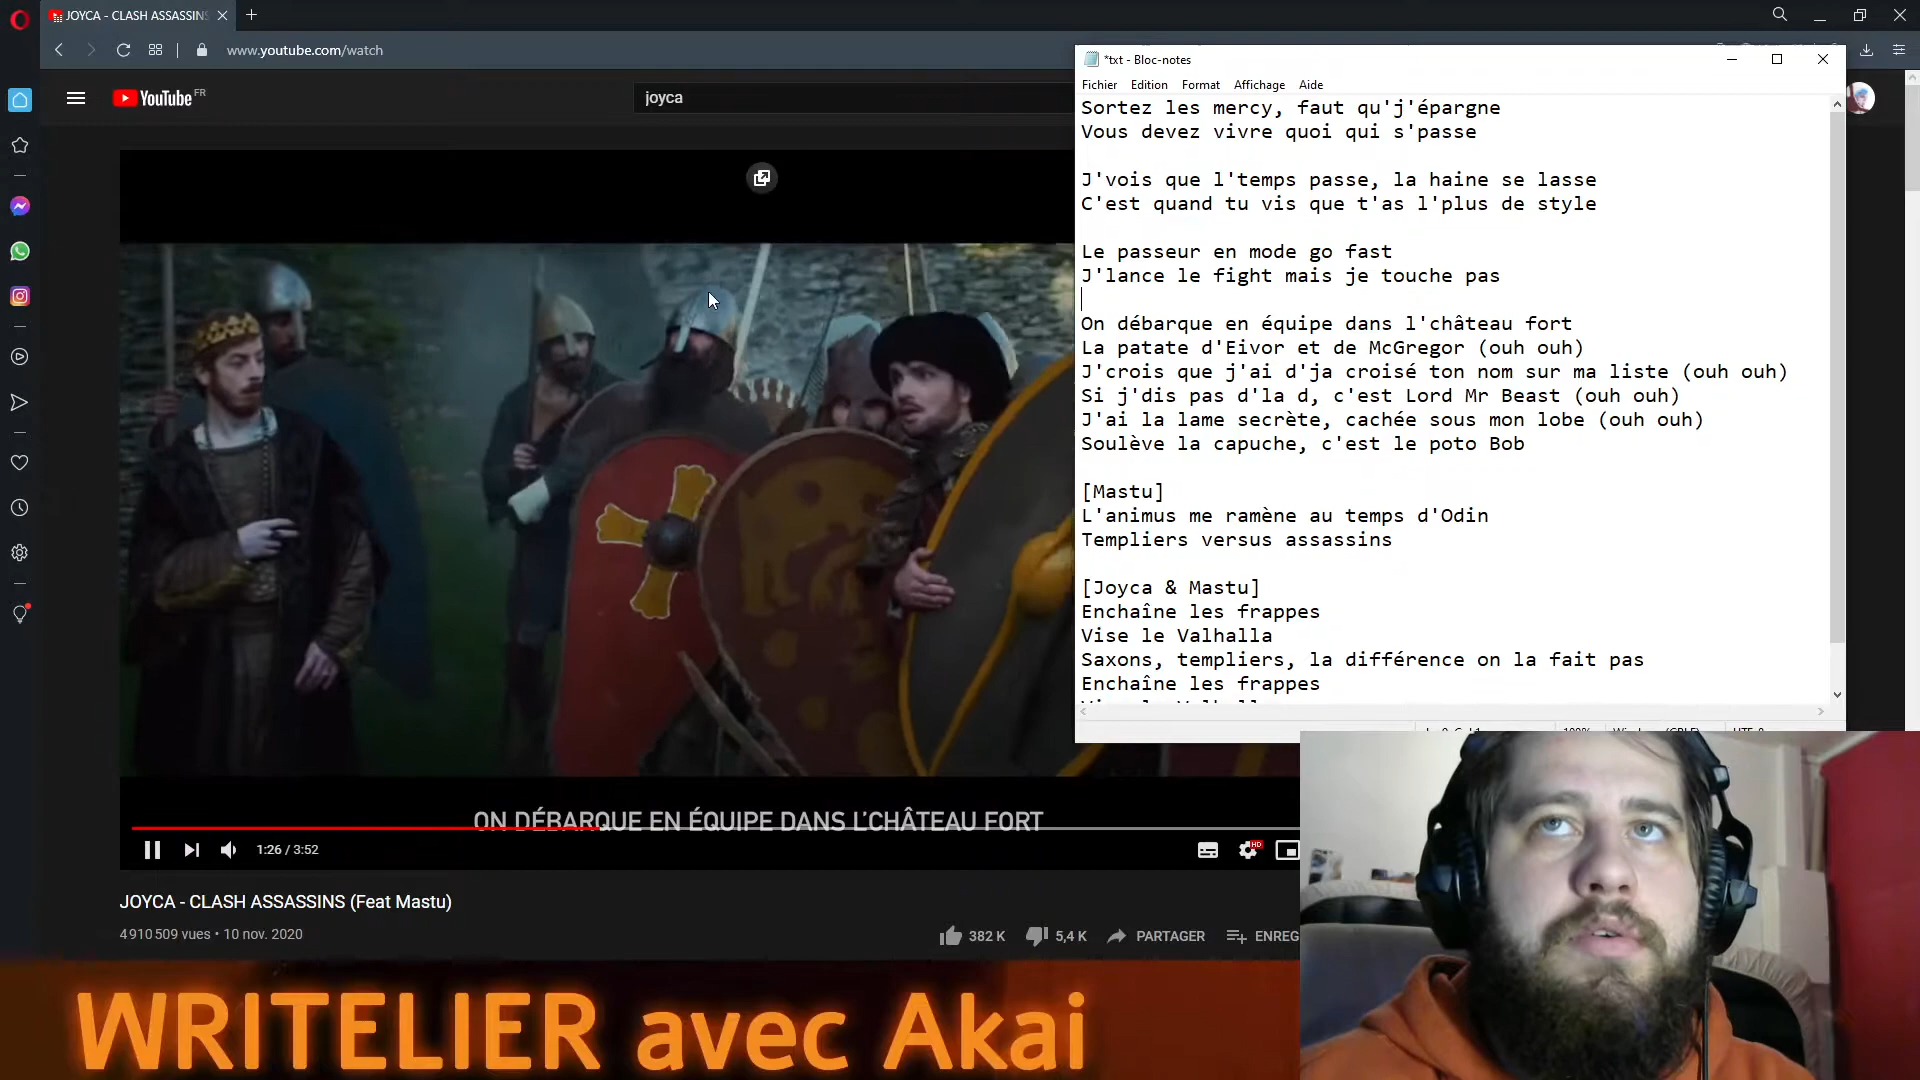 JOYCA - CLASH ASSASSINS
www.youtube.com/watch
YouTube FR
joyca
*txt - Bloc-notes
Fichier Edition Format Affichage Aide
Sortez les mercy, faut qu'j'épargne
Vous devez vivre quoi qui s'passe
J'vois que l'temps passe, la haine se lasse
C'est quand tu vis que t'as l'plus de style
Le passeur en mode go fast
J'lance le fight mais je touche pas
On débarque en équipe dans l'château fort
La patate d'Eivor et de McGregor (ouh ouh)
J'crois que j'ai d'ja croisé ton nom sur ma liste (ouh ouh)
Si j'dis pas d'la d, c'est Lord Mr Beast (ouh ouh)
J'ai la lame secrète, cachée sous mon lobe (ouh ouh)
Soulève la capuche, c'est le poto Bob
[Mastu]
L'animus me ramène au temps d'Odin
Templiers versus assassins
[Joyca & Mastu]
Enchaîne les frappes
Vise le Valhalla
Saxons, templiers, la différence on la fait pas
Enchaîne les frappes
ON DÉBARQUE EN ÉQUIPE DANS L'CHÂTEAU FORT
1:26 / 3:52
HD
JOYCA - CLASH ASSASSINS (Feat Mastu)
4 910 509 vues • 10 nov. 2020
382 K 5,4 K PARTAGER ENREG
WRITELIER avec Akai